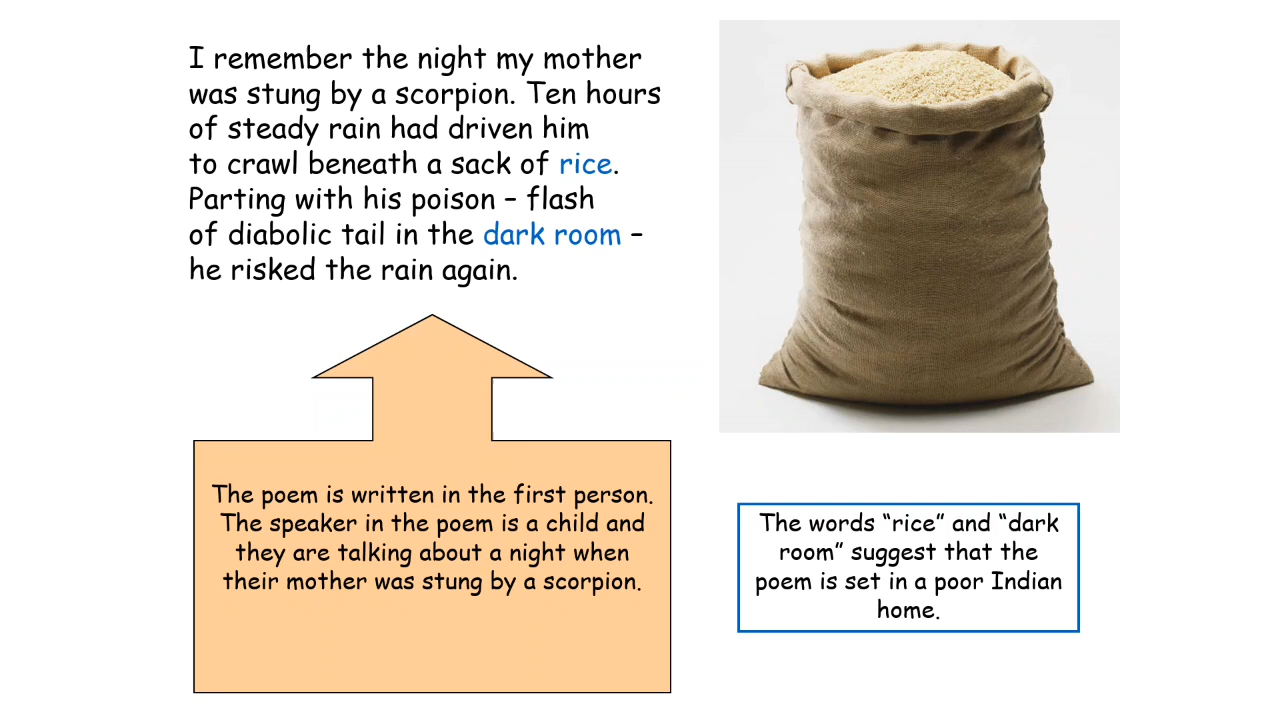 I remember the night my mother
was stung by a scorpion. Ten hours
of steady rain had driven him
to crawl beneath a sack of rice.
Parting with his poison – flash
of diabolic tail in the dark room –
he risked the rain again.
The poem is written in the first person.
The speaker in the poem is a child and
they are talking about a night when
their mother was stung by a scorpion.
The words “rice” and “dark
room” suggest that the
poem is set in a poor Indian
home.